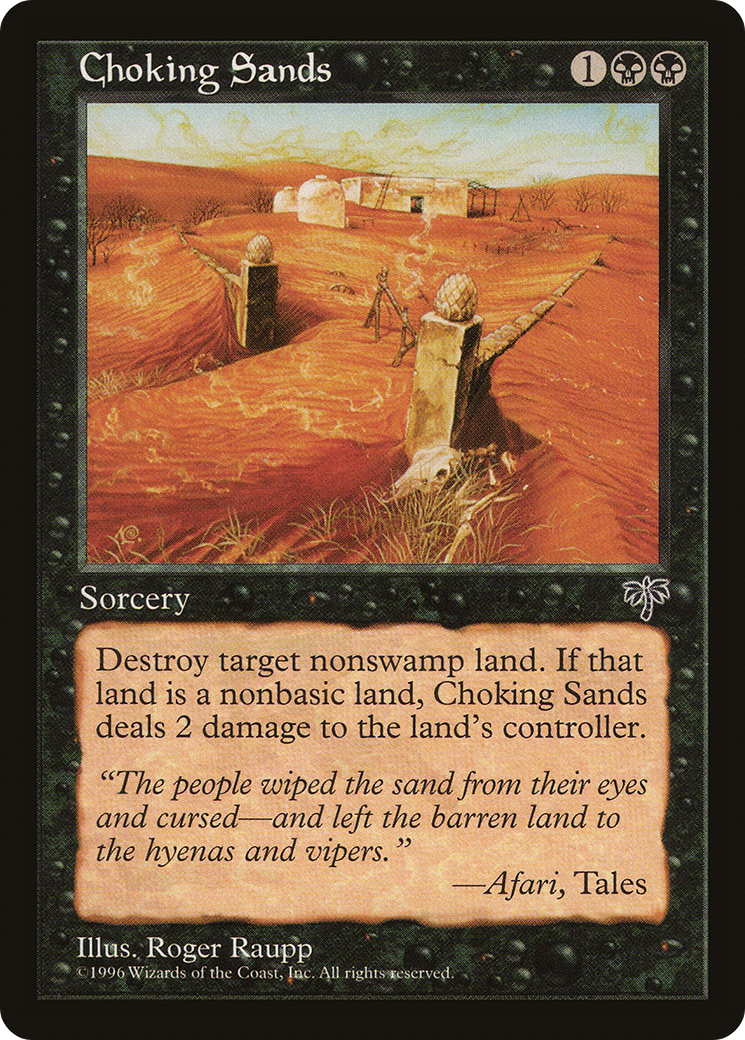 Choking Sands
1
Sorcery
Destroy target nonswamp land. If that
land is a nonbasic land, Choking Sands
deals 2 damage to the land's controller.
“The people wiped the sand from their eyes
and cursed—and left the barren land to
the hyenas and vipers.”
—Afari, Tales
Illus. Roger Raupp
©1996 Wizards of the Coast, Inc. All rights reserved.